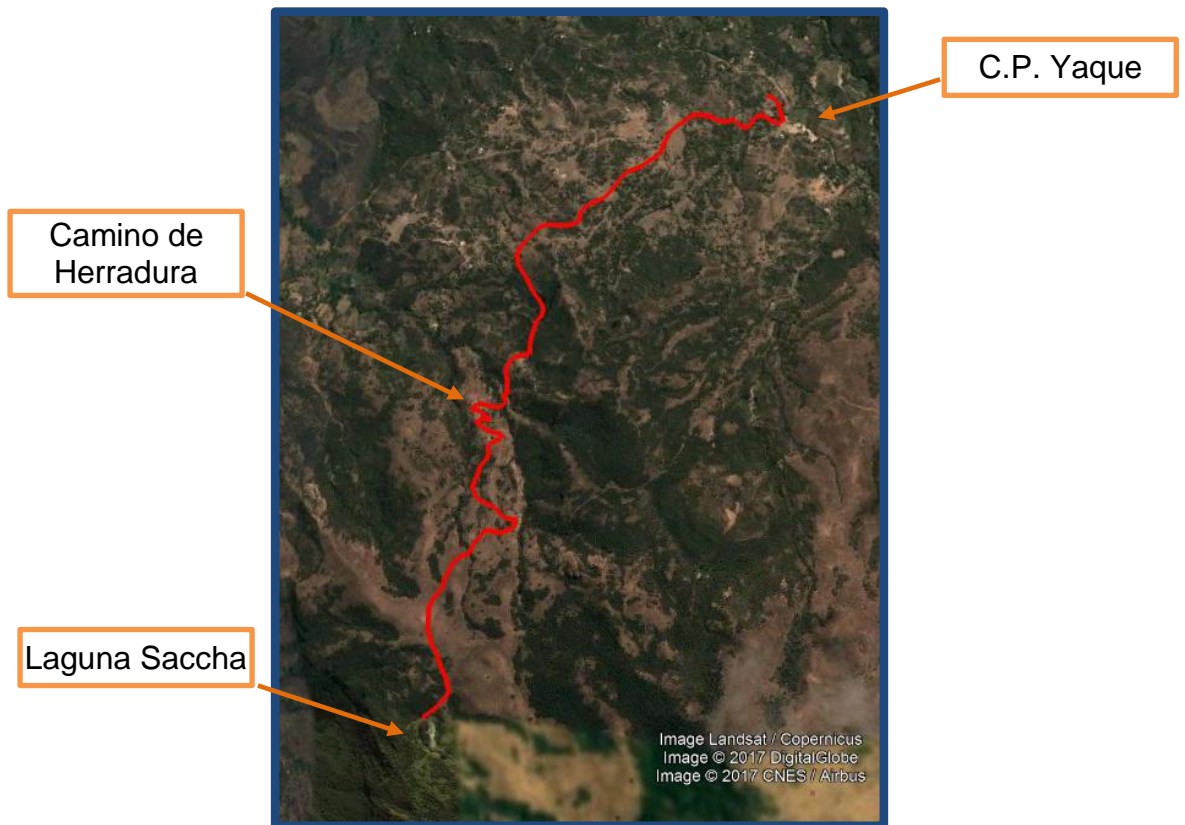 C.P. Yaque
Camino de
Herradura
Laguna Saccha
Image Landsat / Copernicus
Image © 2017 DigitalGlobe
Image © 2017 CNES / Airbus